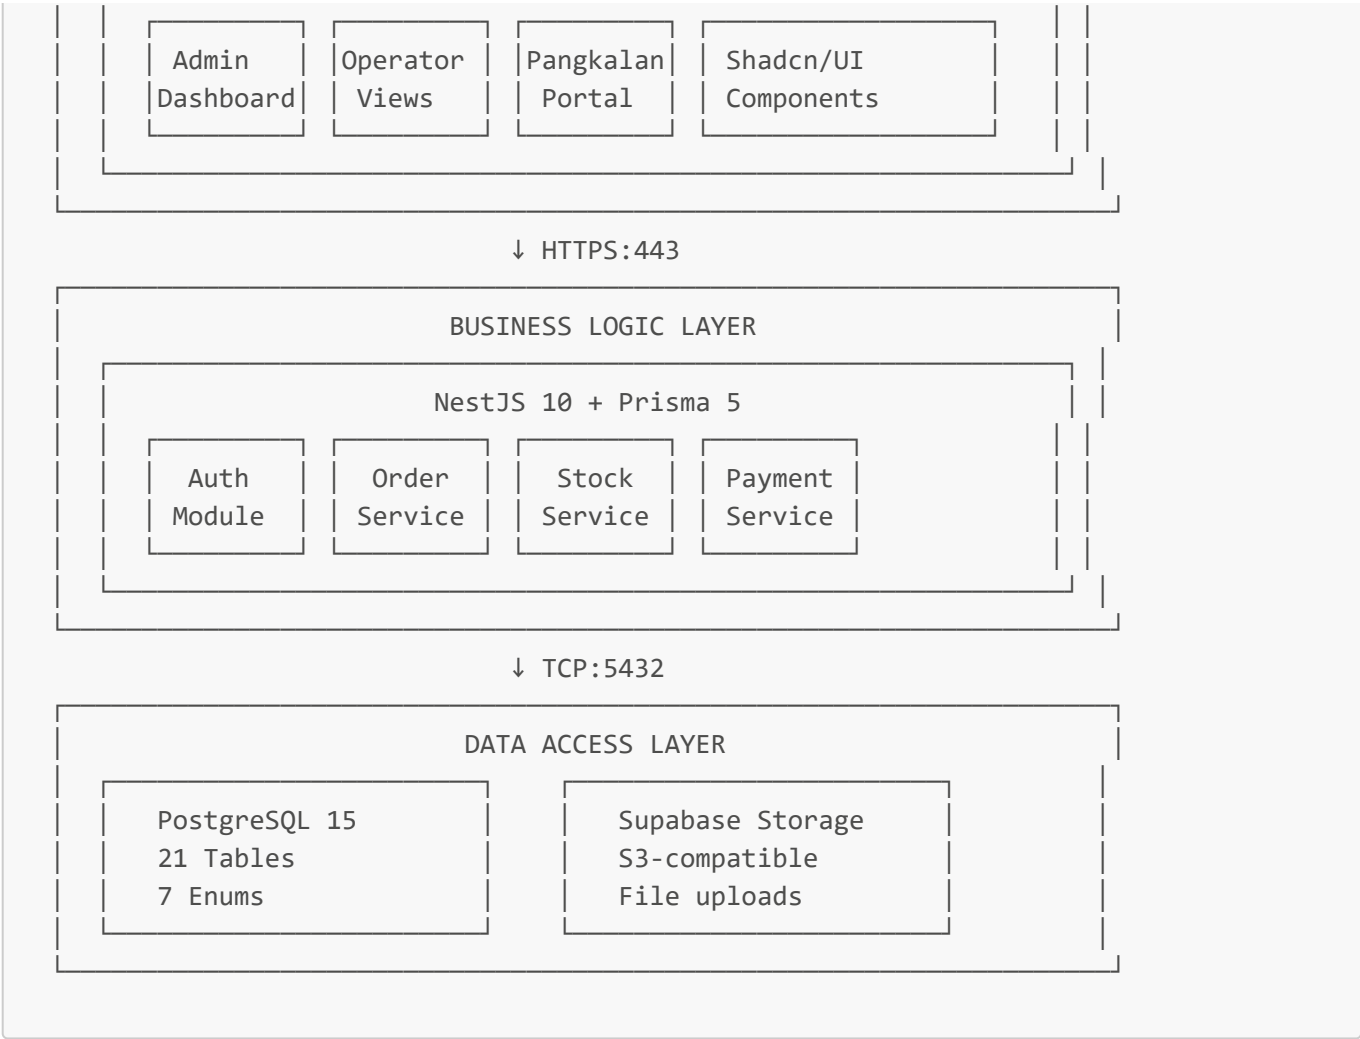 Admin Operator Pangkalan Shadcn/UI
Dashboard Views Portal Components
↓ HTTPS:443
BUSINESS LOGIC LAYER
NestJS 10 + Prisma 5
Auth Order Stock Payment
Module Service Service Service
↓ TCP:5432
DATA ACCESS LAYER
PostgreSQL 15 Supabase Storage
21 Tables S3-compatible
7 Enums File uploads